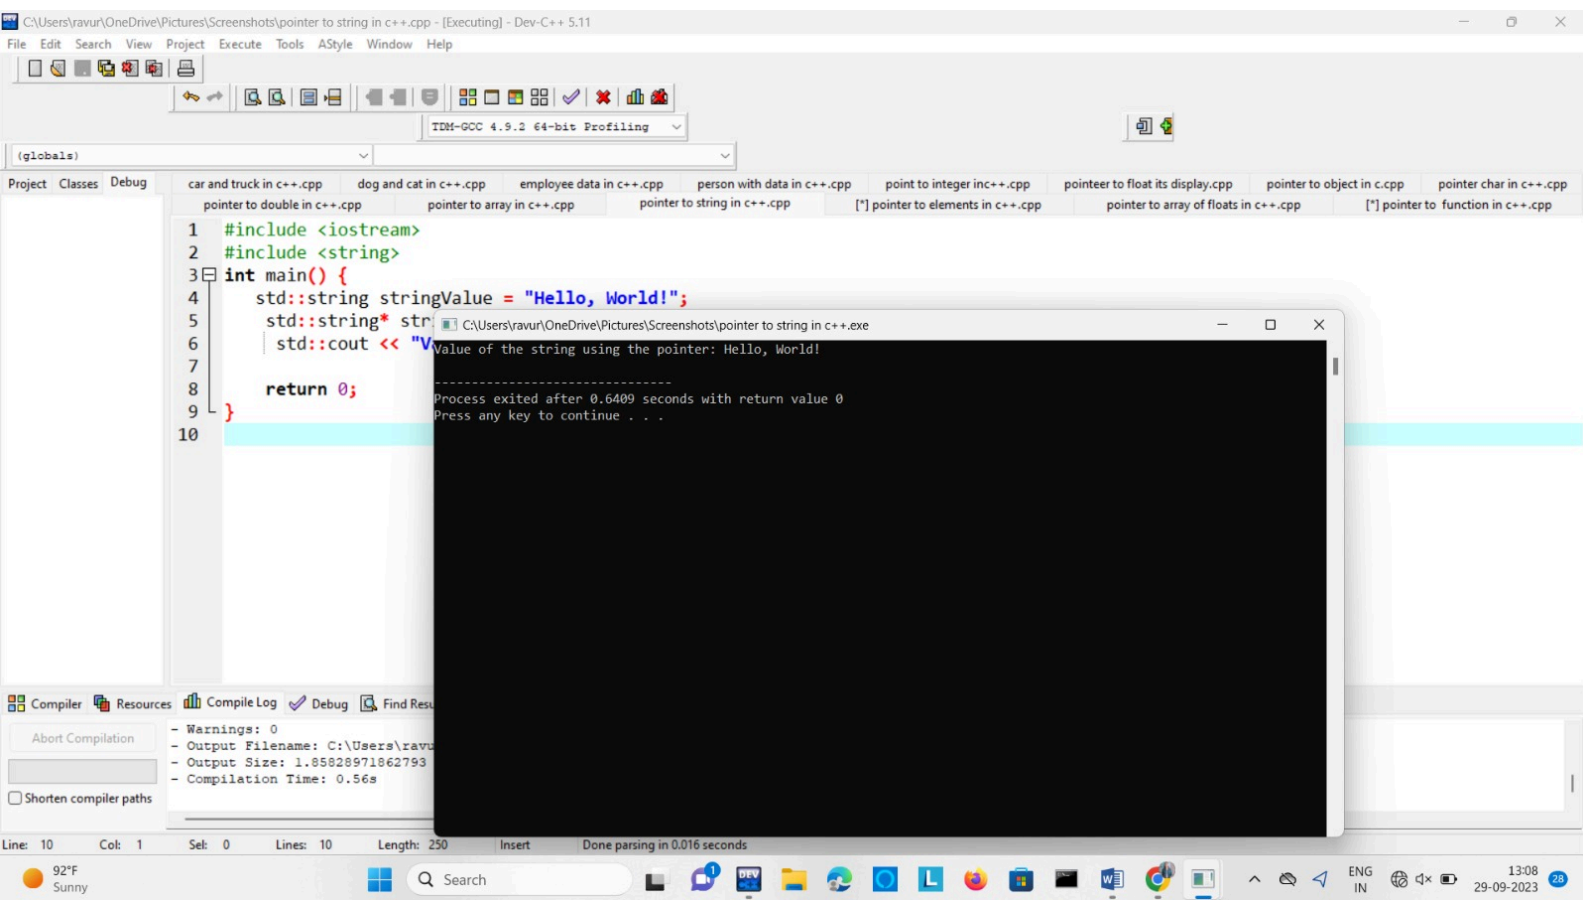 C:\Users\ravur\OneDrive\Pictures\Screenshots\pointer to string in c++.cpp - [Executing] - Dev-C++ 5.11
File Edit Search View Project Execute Tools AStyle Window Help
TDM-GCC 4.9.2 64-bit Profiling
(globals)
Project Classes Debug
car and truck in c++.cpp dog and cat in c++.cpp employee data in c++.cpp person with data in c++.cpp point to integer inc++.cpp pointeer to float its display.cpp pointer to object in c.cpp pointer char in c++.cpp
pointer to double in c++.cpp pointer to array in c++.cpp pointer to string in c++.cpp [*] pointer to elements in c++.cpp pointer to array of floats in c++.cpp [*] pointer to function in c++.cpp
1 #include <iostream>
2 #include <string>
3 int main() {
4 std::string stringValue = "Hello, World!";
5 std::string* str
6 std::cout << "V
7
8 return 0;
9 }
10
C:\Users\ravur\OneDrive\Pictures\Screenshots\pointer to string in c++.exe
Value of the string using the pointer: Hello, World!
--------------------------------
Process exited after 0.6409 seconds with return value 0
Press any key to continue . . .
Compiler Resources Compile Log Debug Find Resu
Abort Compilation
Shorten compiler paths
- Warnings: 0
- Output Filename: C:\Users\ravu
- Output Size: 1.85828971862793
- Compilation Time: 0.56s
Line: 10 Col: 1 Sel: 0 Lines: 10 Length: 250 Insert Done parsing in 0.016 seconds
92°F
Sunny
Search
1
DEV
L
W
ENG
IN
13:08
29-09-2023
28